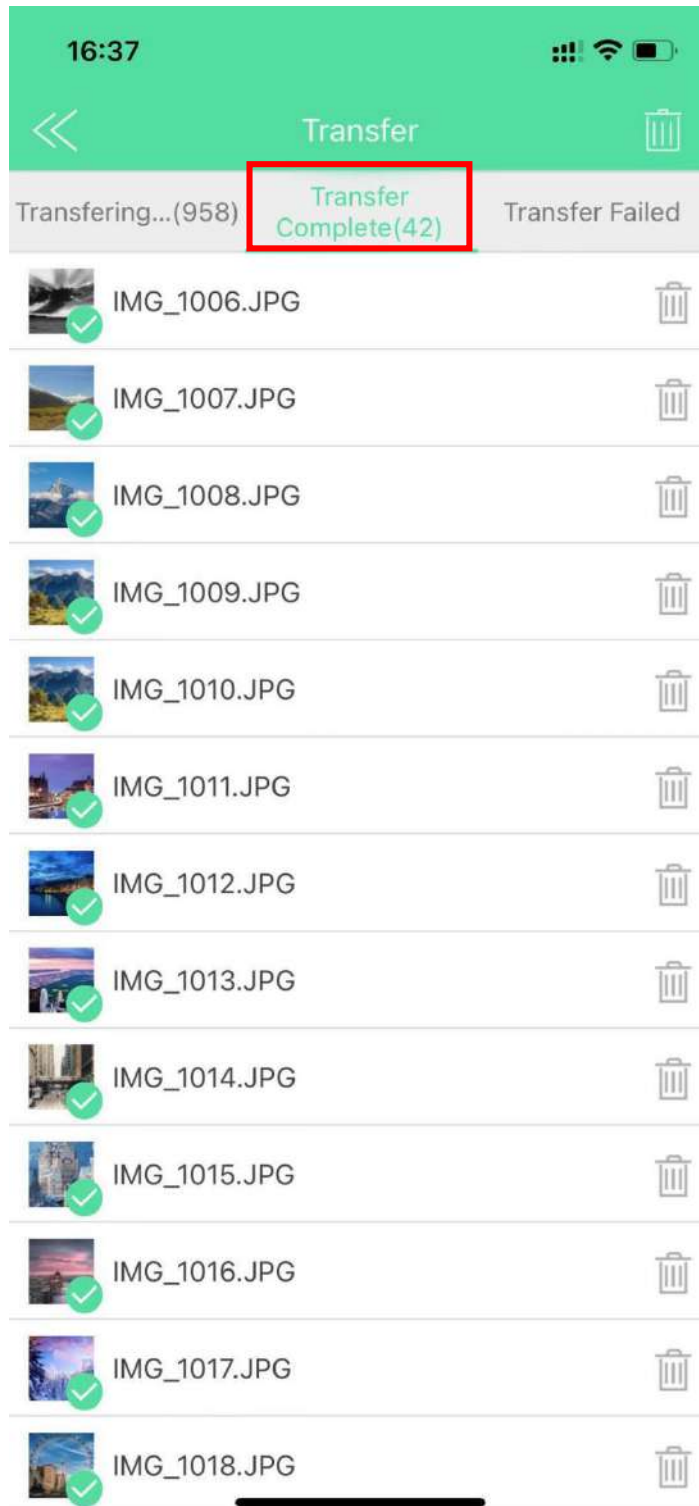 16:37
Transfer
Transfering...(958)
Transfer
Complete(42)
Transfer Failed
IMG_1006.JPG
IMG_1007.JPG
IMG_1008.JPG
IMG_1009.JPG
IMG_1010.JPG
IMG_1011.JPG
IMG_1012.JPG
IMG_1013.JPG
IMG_1014.JPG
IMG_1015.JPG
IMG_1016.JPG
IMG_1017.JPG
IMG_1018.JPG